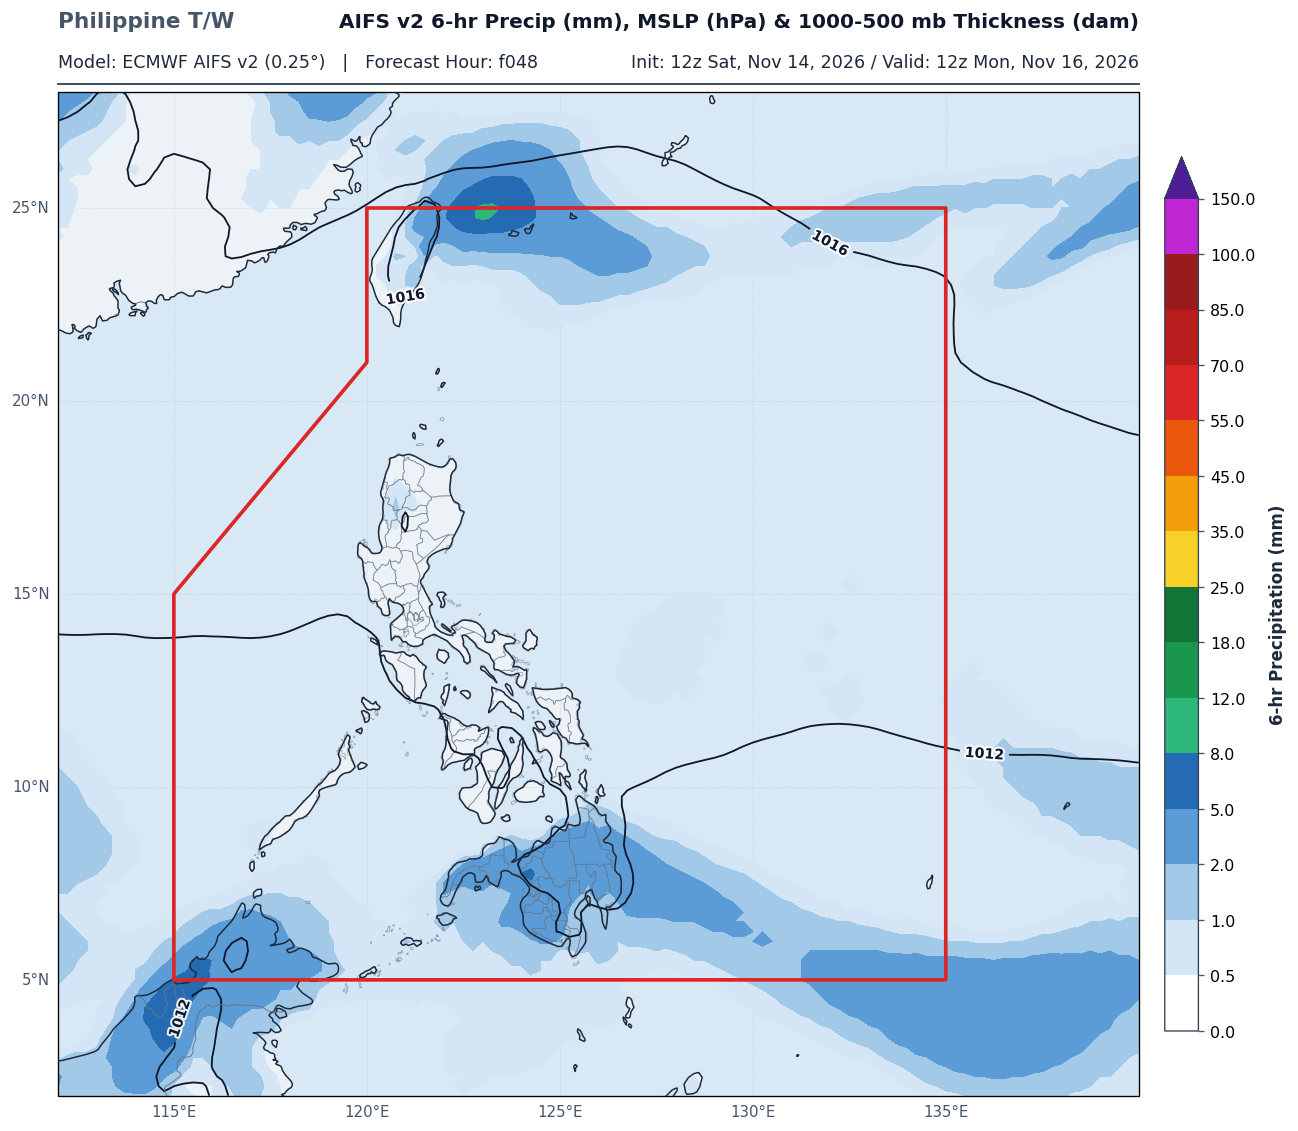 Philippine T/W
AIFS v2 6-hr Precip (mm), MSLP (hPa) & 1000-500 mb Thickness (dam)
Model: ECMWF AIFS v2 (0.25°) | Forecast Hour: f048
Init: 12z Sat, Nov 14, 2026 / Valid: 12z Mon, Nov 16, 2026
25°N
20°N
15°N
10°N
5°N
115°E
120°E
125°E
130°E
135°E
1016
1016
1012
1012
150.0
100.0
85.0
70.0
55.0
45.0
35.0
25.0
18.0
12.0
8.0
5.0
2.0
1.0
0.5
0.0
6-hr Precipitation (mm)